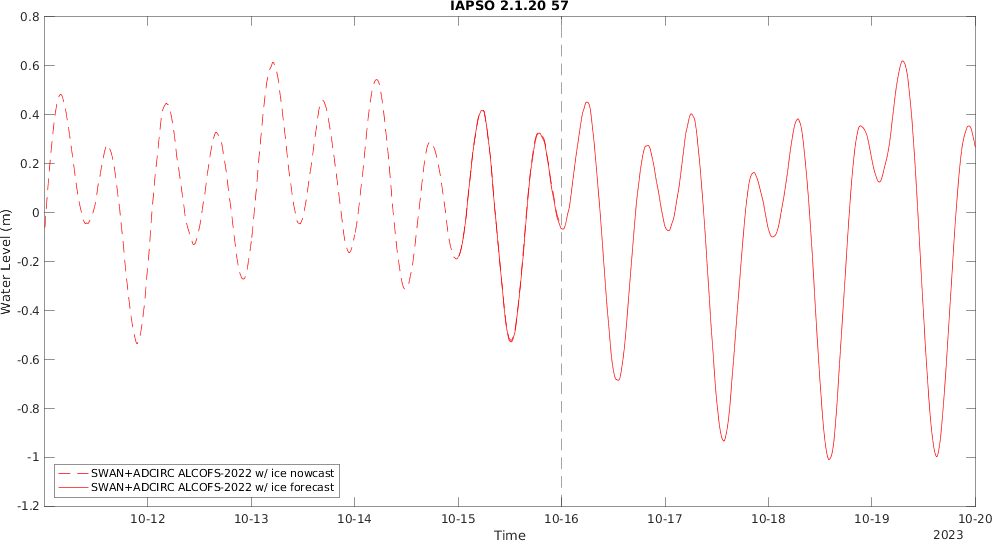 IAPSO 2.1.20 57
0.8
0.6
0.4
0.2
0
-0.2
-0.4
-0.6
-0.8
-1
-1.2
Water Level (m)
SWAN+ADCIRC ALCOFS-2022 w/ ice nowcast
SWAN+ADCIRC ALCOFS-2022 w/ ice forecast
10-12 10-13 10-14 10-15 10-16 10-17 10-18 10-19 10-20
Time
2023